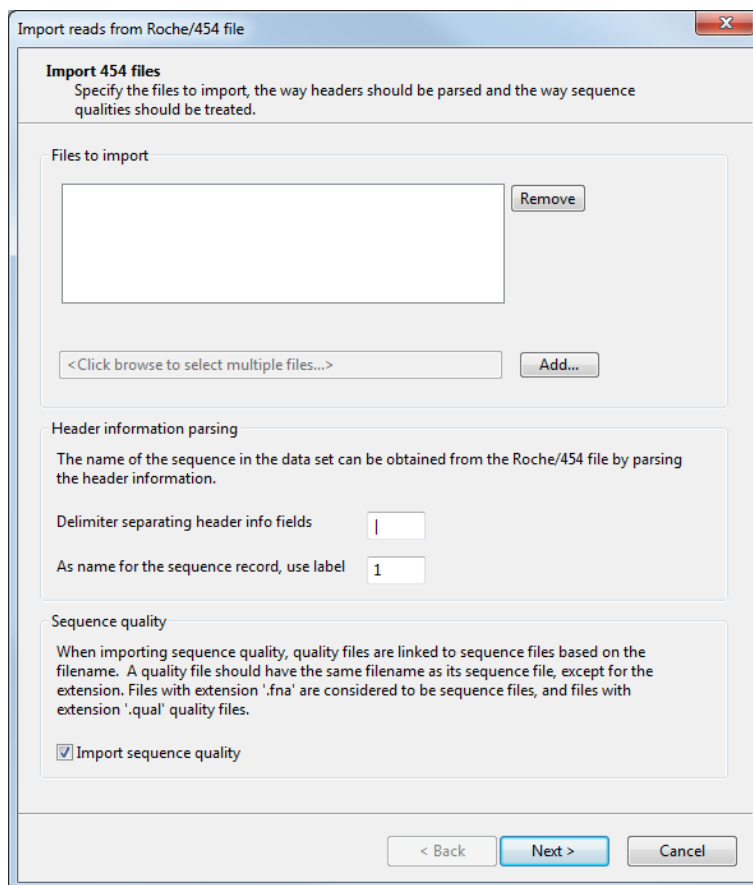 Import reads from Roche/454 file
Import 454 files
Specify the files to import, the way headers should be parsed and the way sequence
qualities should be treated.
Files to import
Remove
<Click browse to select multiple files...>
Add...
Header information parsing
The name of the sequence in the data set can be obtained from the Roche/454 file by parsing
the header information.
Delimiter separating header info fields |
As name for the sequence record, use label 1
Sequence quality
When importing sequence quality, quality files are linked to sequence files based on the
filename. A quality file should have the same filename as its sequence file, except for the
extension. Files with extension '.fna' are considered to be sequence files, and files with
extension '.qual' quality files.
Import sequence quality
< Back Next > Cancel